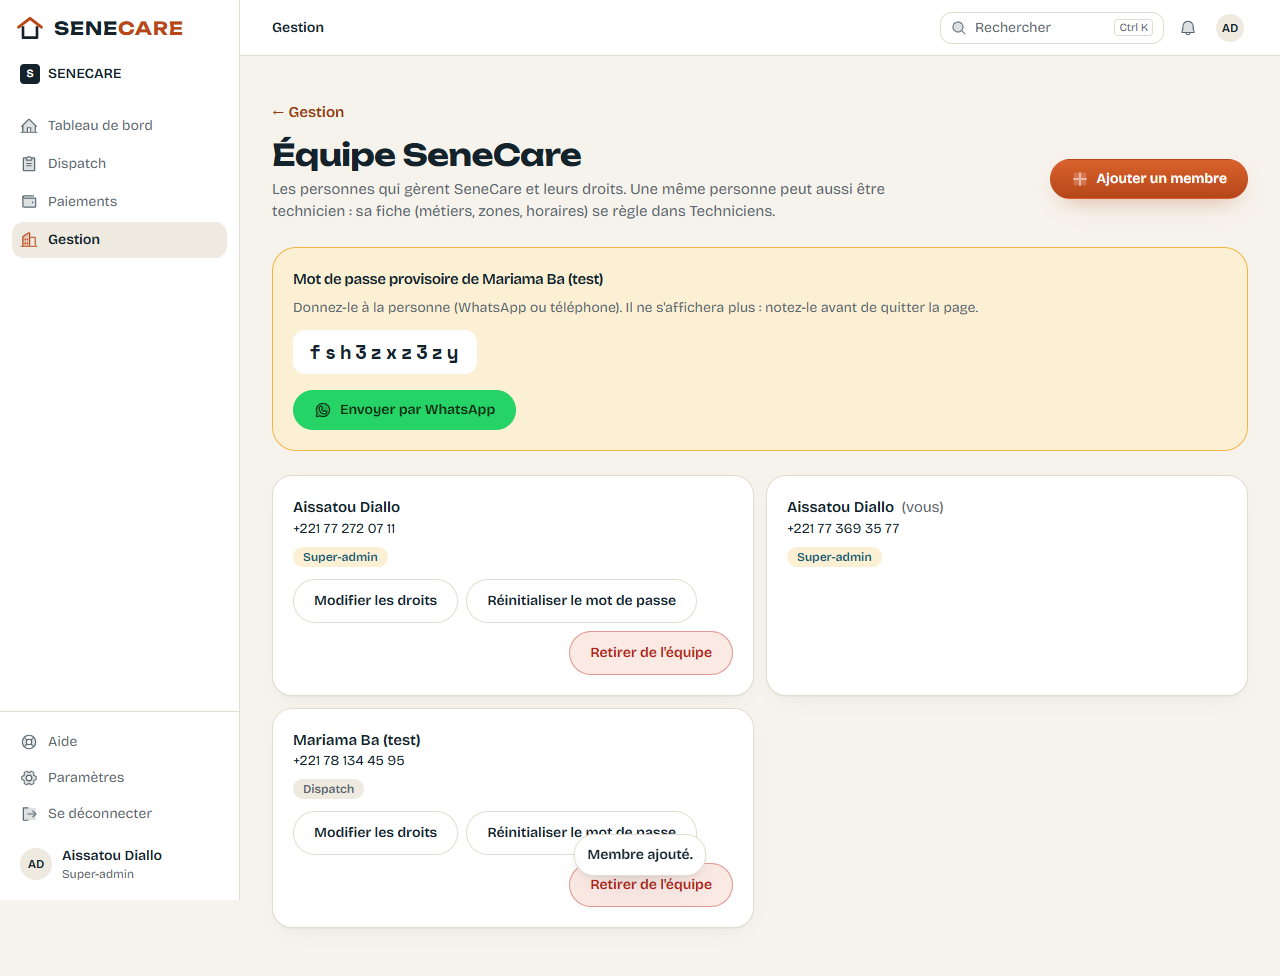 SENECARE
S SENECARE
Tableau de bord
Dispatch
Paiements
Gestion
Aide
Paramètres
Se déconnecter
AD Aissatou Diallo
Super-admin
Gestion
Rechercher Ctrl K
AD
← Gestion
Équipe SeneCare
Les personnes qui gèrent SeneCare et leurs droits. Une même personne peut aussi être
technicien : sa fiche (métiers, zones, horaires) se règle dans Techniciens.
Ajouter un membre
Mot de passe provisoire de Mariama Ba (test)
Donnez-le à la personne (WhatsApp ou téléphone). Il ne s'affichera plus : notez-le avant de quitter la page.
fsh3zxz3zy
Envoyer par WhatsApp
Aissatou Diallo
+221 77 272 07 11
Super-admin
Modifier les droits Réinitialiser le mot de passe
Retirer de l'équipe
Aissatou Diallo (vous)
+221 77 369 35 77
Super-admin
Mariama Ba (test)
+221 78 134 45 95
Dispatch
Modifier les droits Réinitialiser le mot de passe
Membre ajouté.
Retirer de l'équipe